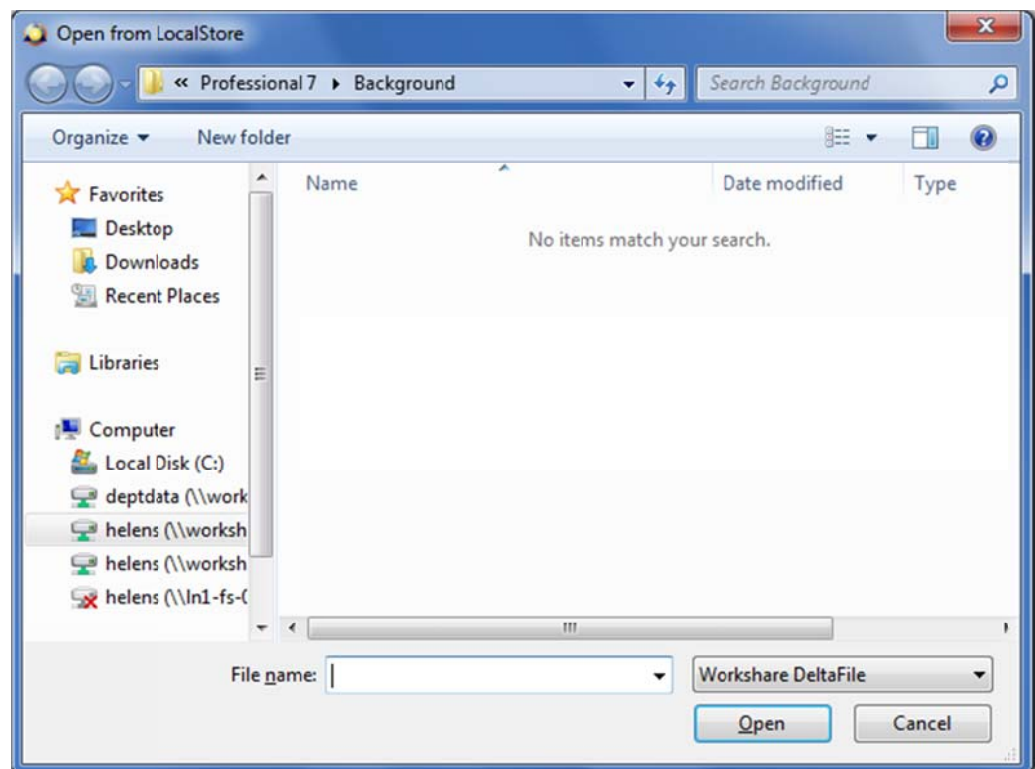 Open from LocalStore
« Professional 7 ▸ Background
Search Background
Organize
New folder
Name
Date modified
Type
No items match your search.
Favorites
Desktop
Downloads
Recent Places
Libraries
Computer
Local Disk (C:)
deptdata (\\work
helens (\\worksh
helens (\\worksh
helens (\\ln1-fs-0
File name:
Workshare DeltaFile
Open
Cancel